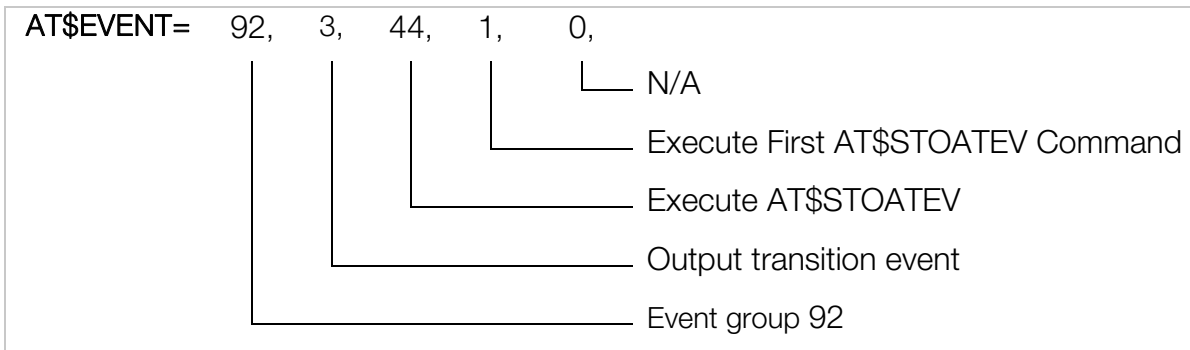 AT$EVENT= 92, 3, 44, 1, 0,
N/A
Execute First AT$STOATEV Command
Execute AT$STOATEV
Output transition event
Event group 92